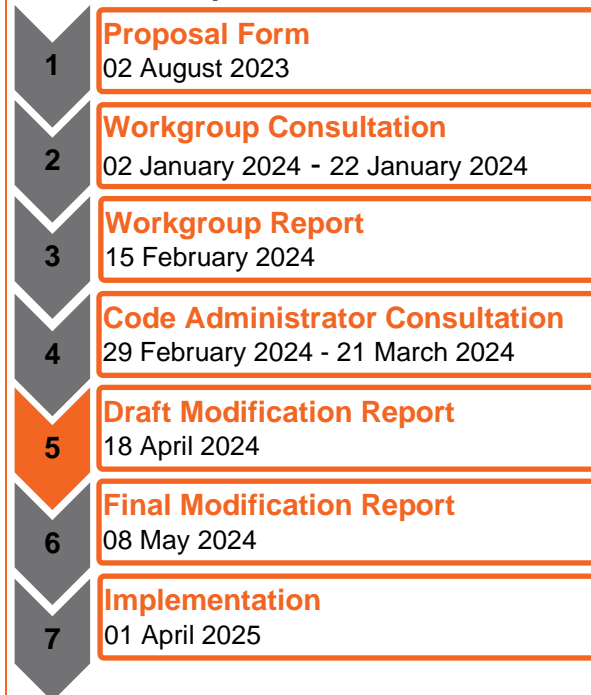 Proposal Form
1
02 August 2023
Workgroup Consultation
2
02 January 2024 - 22 January 2024
Workgroup Report
3
15 February 2024
Code Administrator Consultation
4
29 February 2024 - 21 March 2024
Draft Modification Report
5
18 April 2024
Final Modification Report
6
08 May 2024
Implementation
7
01 April 2025